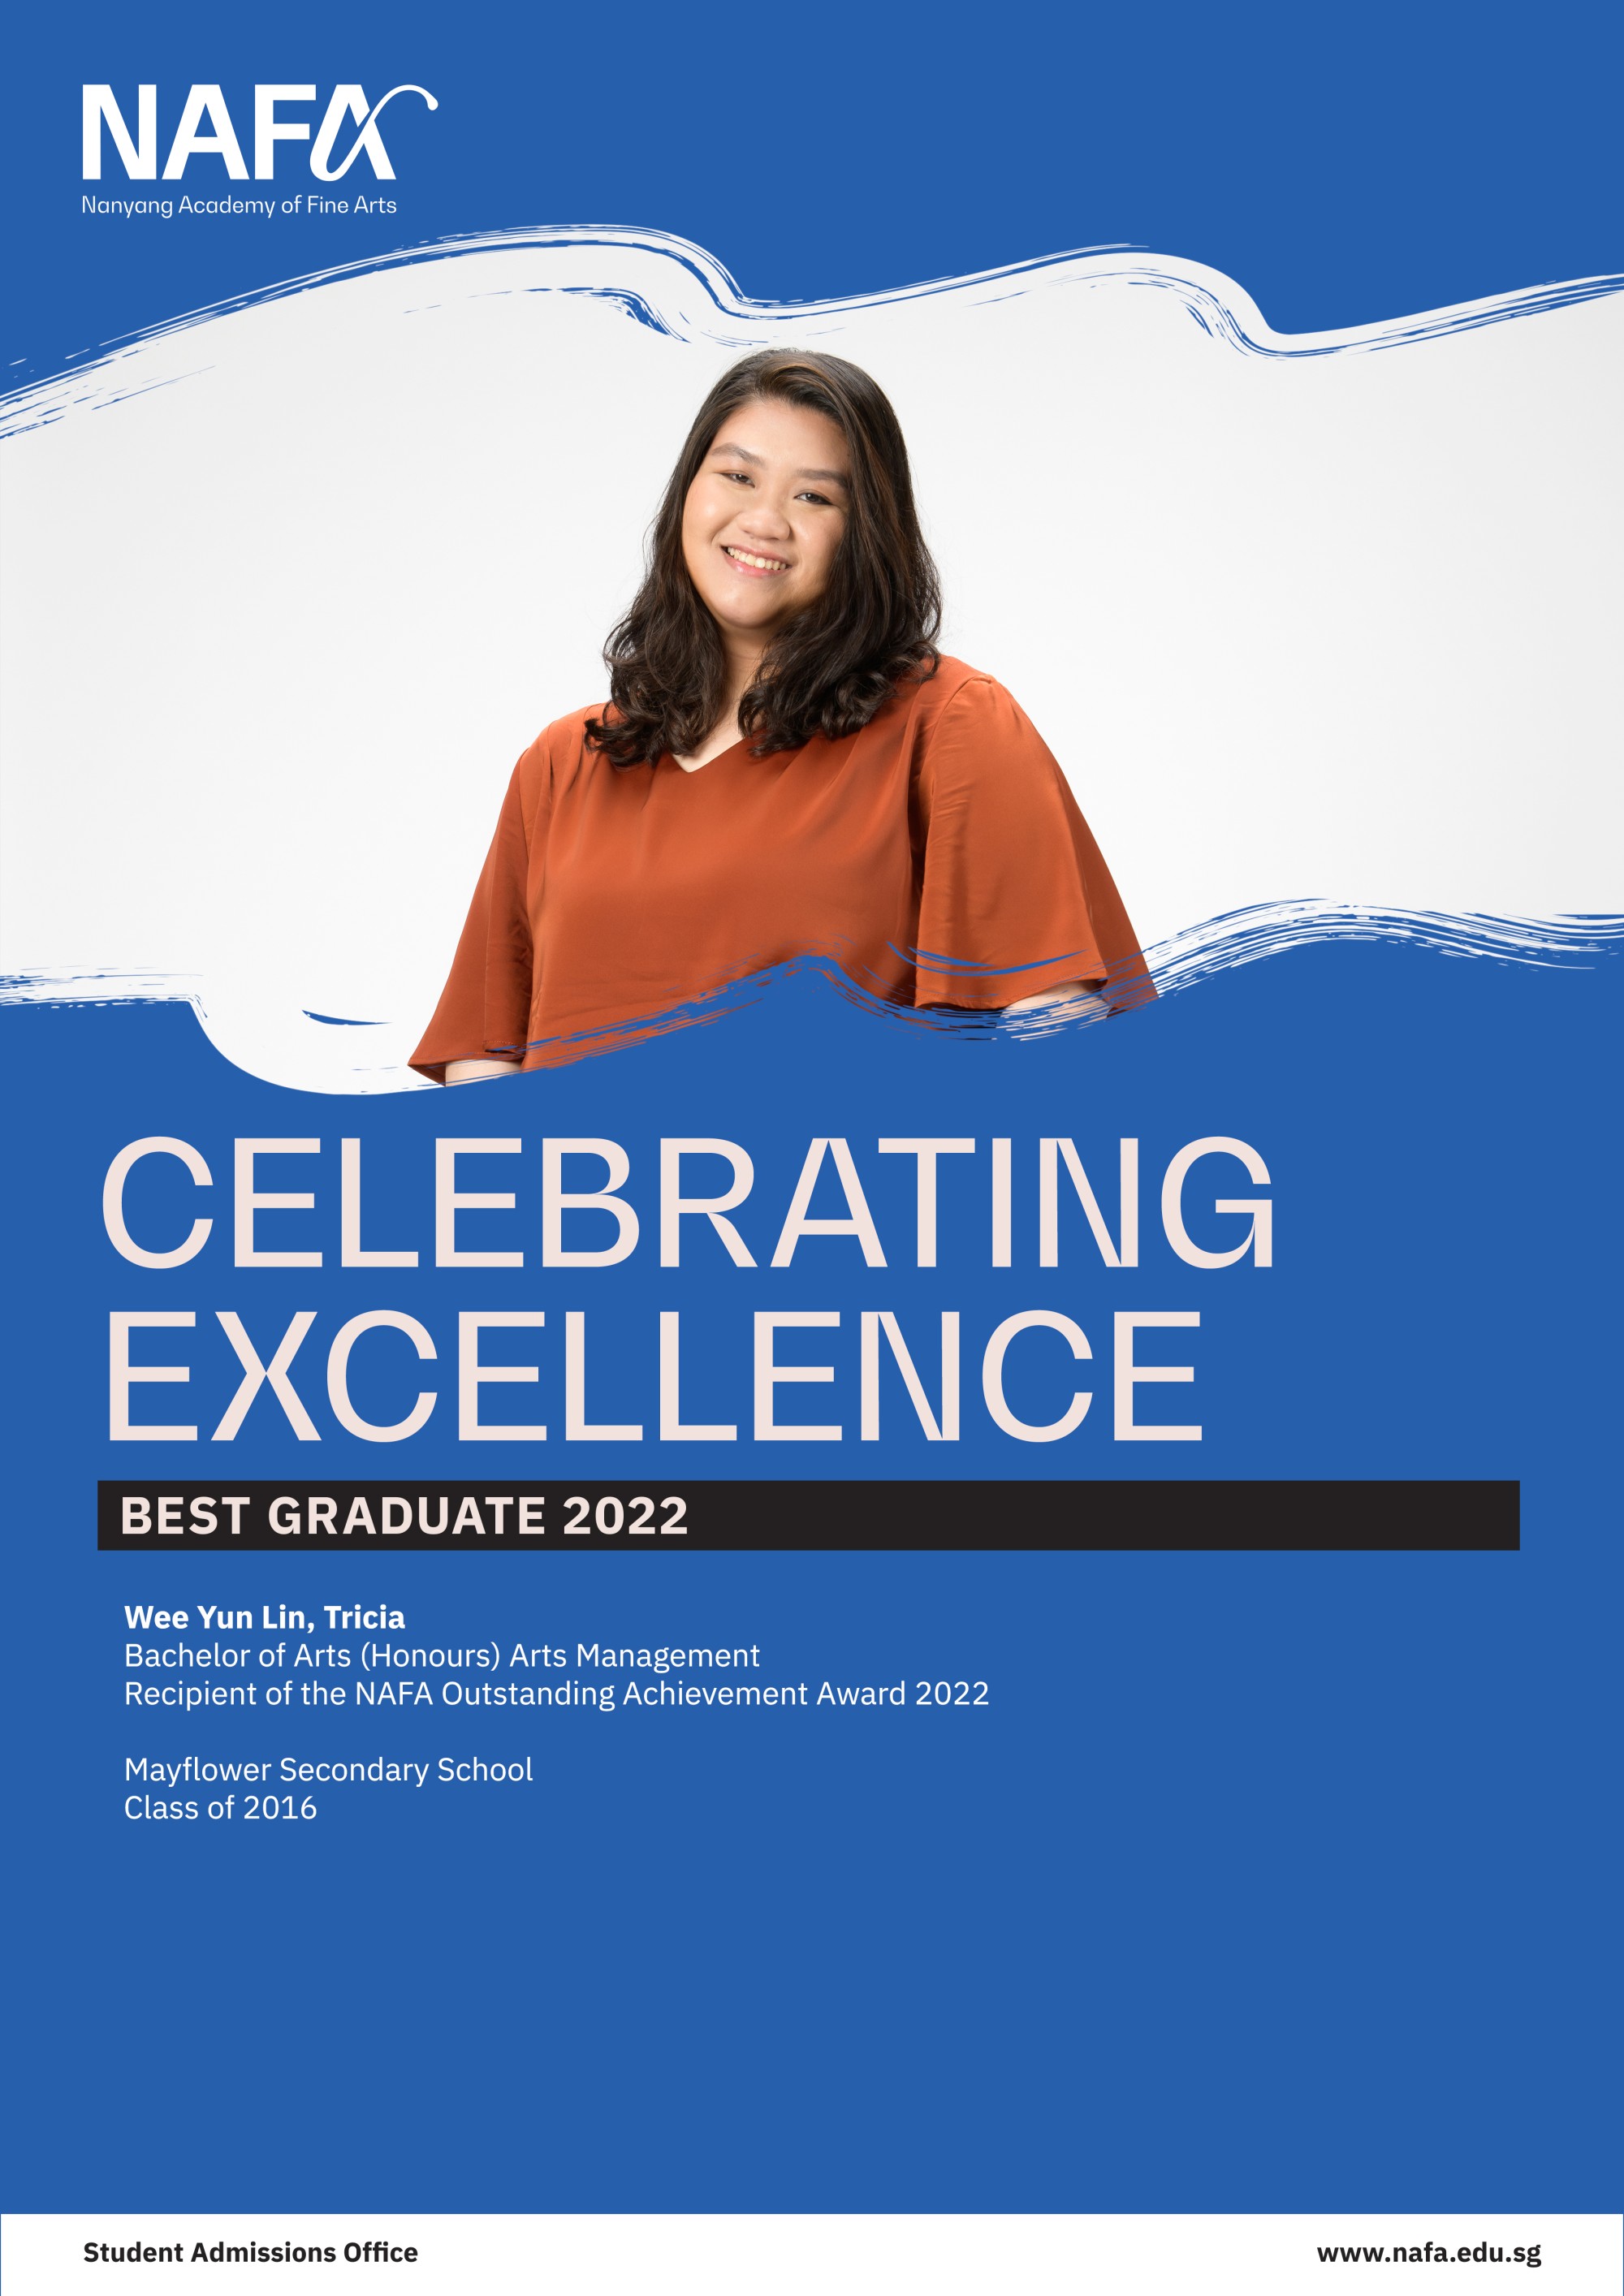 NAFA
Nanyang Academy of Fine Arts
CELEBRATING
EXCELLENCE
BEST GRADUATE 2022
Wee Yun Lin, Tricia
Bachelor of Arts (Honours) Arts Management
Recipient of the NAFA Outstanding Achievement Award 2022
Mayflower Secondary School
Class of 2016
Student Admissions Office
www.nafa.edu.sg